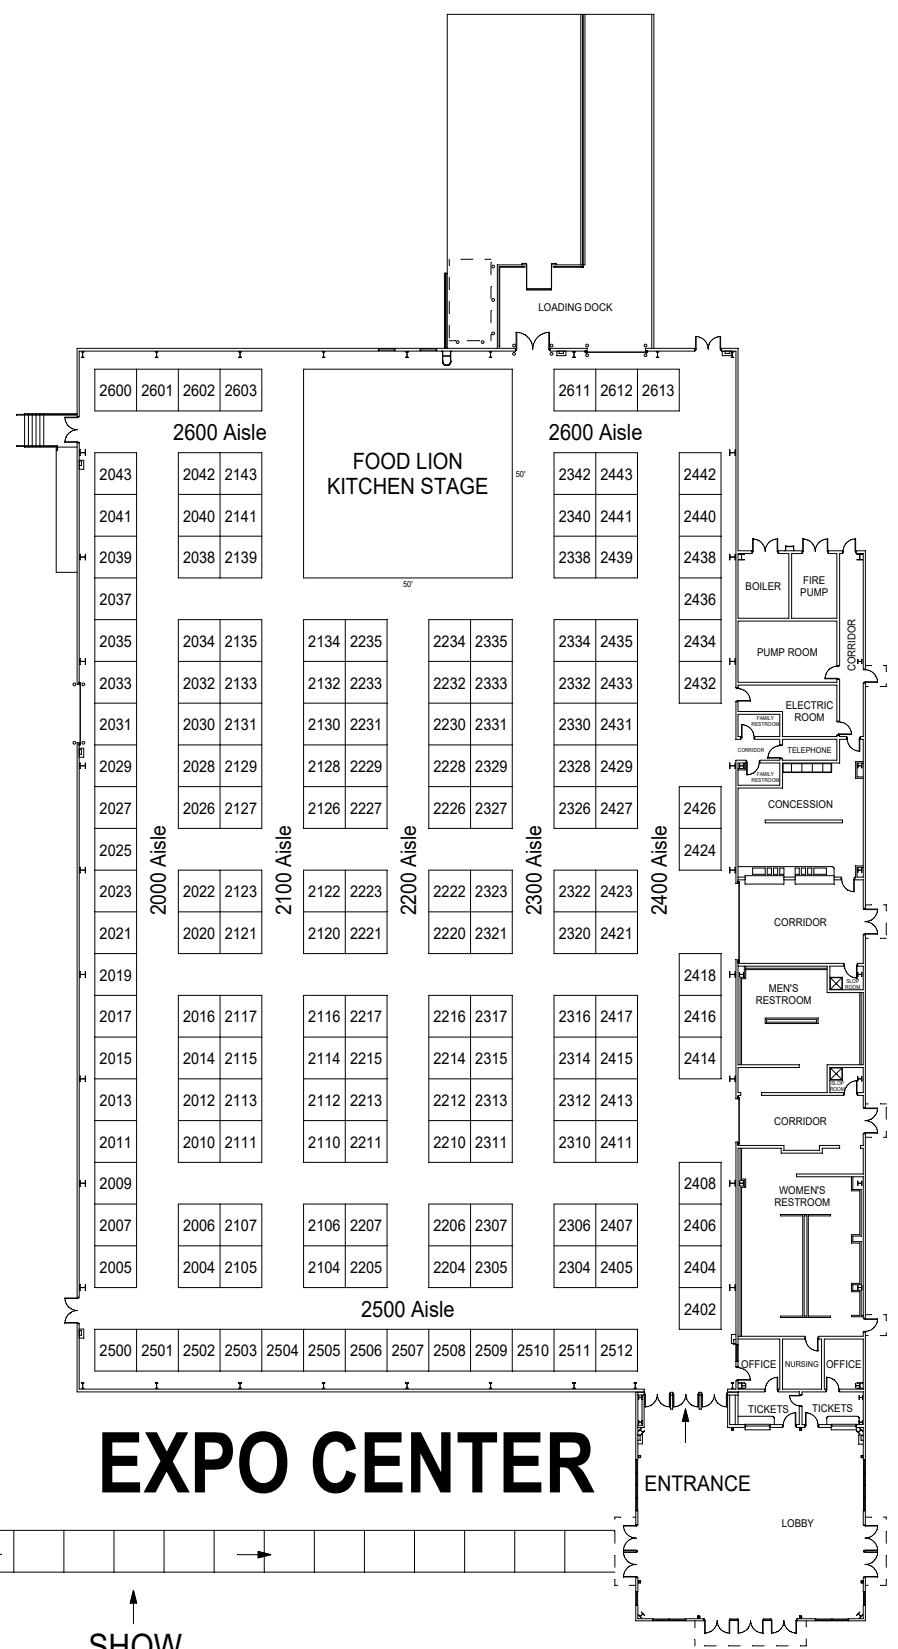 LOADING DOCK
2600 2601 2602 2603 2611 2612 2613
2600 Aisle 2600 Aisle
FOOD LION
KITCHEN STAGE
50'
50'
2043 2042 2143 2342 2443 2442
2041 2040 2141 2340 2441 2440
2039 2038 2139 2338 2439 2438
2037 2436
2035 2034 2135 2134 2235 2234 2335 2334 2435 2434
2033 2032 2133 2132 2233 2232 2333 2332 2433 2432
2031 2030 2131 2130 2231 2230 2331 2330 2431
2029 2028 2129 2128 2229 2228 2329 2328 2429
2027 2026 2127 2126 2227 2226 2327 2326 2427 2426
2025 2424
2000 Aisle 2100 Aisle 2200 Aisle 2300 Aisle 2400 Aisle
2023 2022 2123 2122 2223 2222 2323 2322 2423
2021 2020 2121 2120 2221 2220 2321 2320 2421
2019 2418
2017 2016 2117 2116 2217 2216 2317 2316 2417 2416
2015 2014 2115 2114 2215 2214 2315 2314 2415 2414
2013 2012 2113 2112 2213 2212 2313 2312 2413
2011 2010 2111 2110 2211 2210 2311 2310 2411
2009 2408
2007 2006 2107 2106 2207 2206 2307 2306 2407 2406
2005 2004 2105 2104 2205 2204 2305 2304 2405 2404
2500 Aisle 2402
2500 2501 2502 2503 2504 2505 2506 2507 2508 2509 2510 2511 2512
BOILER
FIRE
PUMP
CORRIDOR
PUMP ROOM
ELECTRIC
ROOM
FAMILY
RESTROOM
CORRIDOR
TELEPHONE
FAMILY
RESTROOM
CONCESSION
CORRIDOR
MEN'S
RESTROOM
SLOP
ROOM
SLOP
ROOM
CORRIDOR
WOMEN'S
RESTROOM
OFFICE NURSING OFFICE
TICKETS TICKETS
EXPO CENTER
ENTRANCE
LOBBY
SHOW